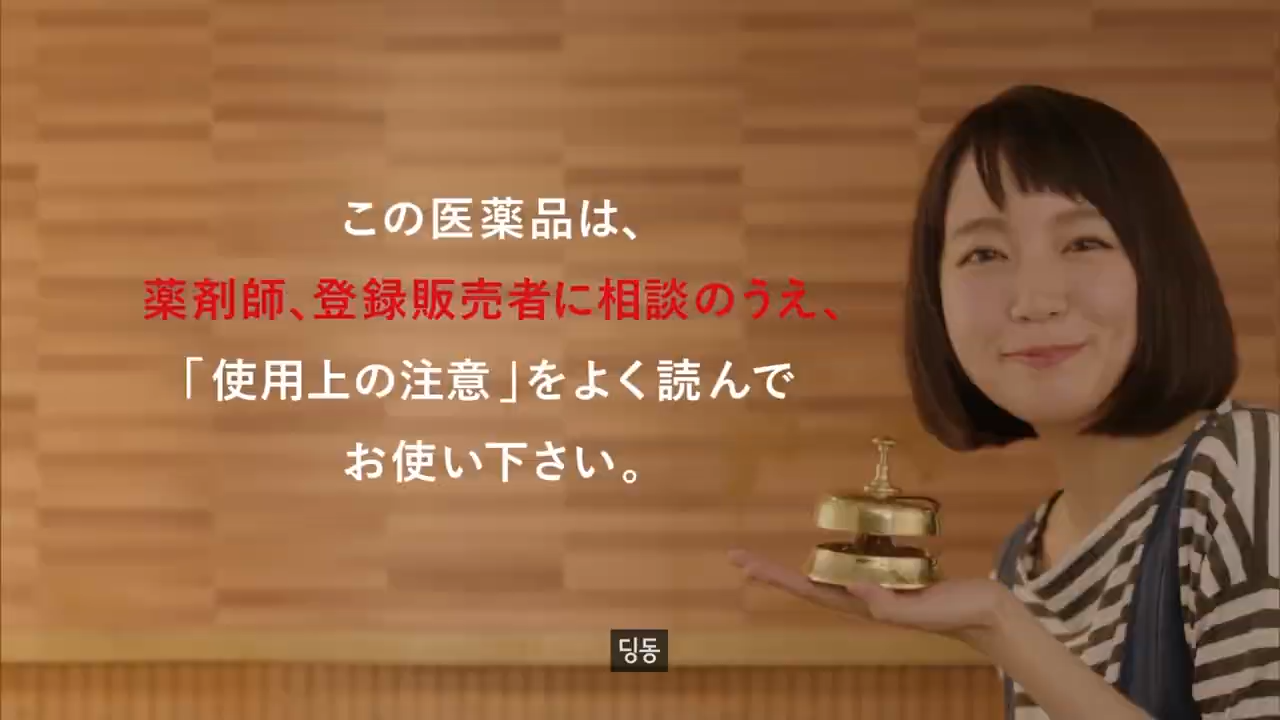 この医薬品は、
薬剤師、登録販売者に相談のうえ、
「使用上の注意」をよく読んで
お使い下さい。
딩동